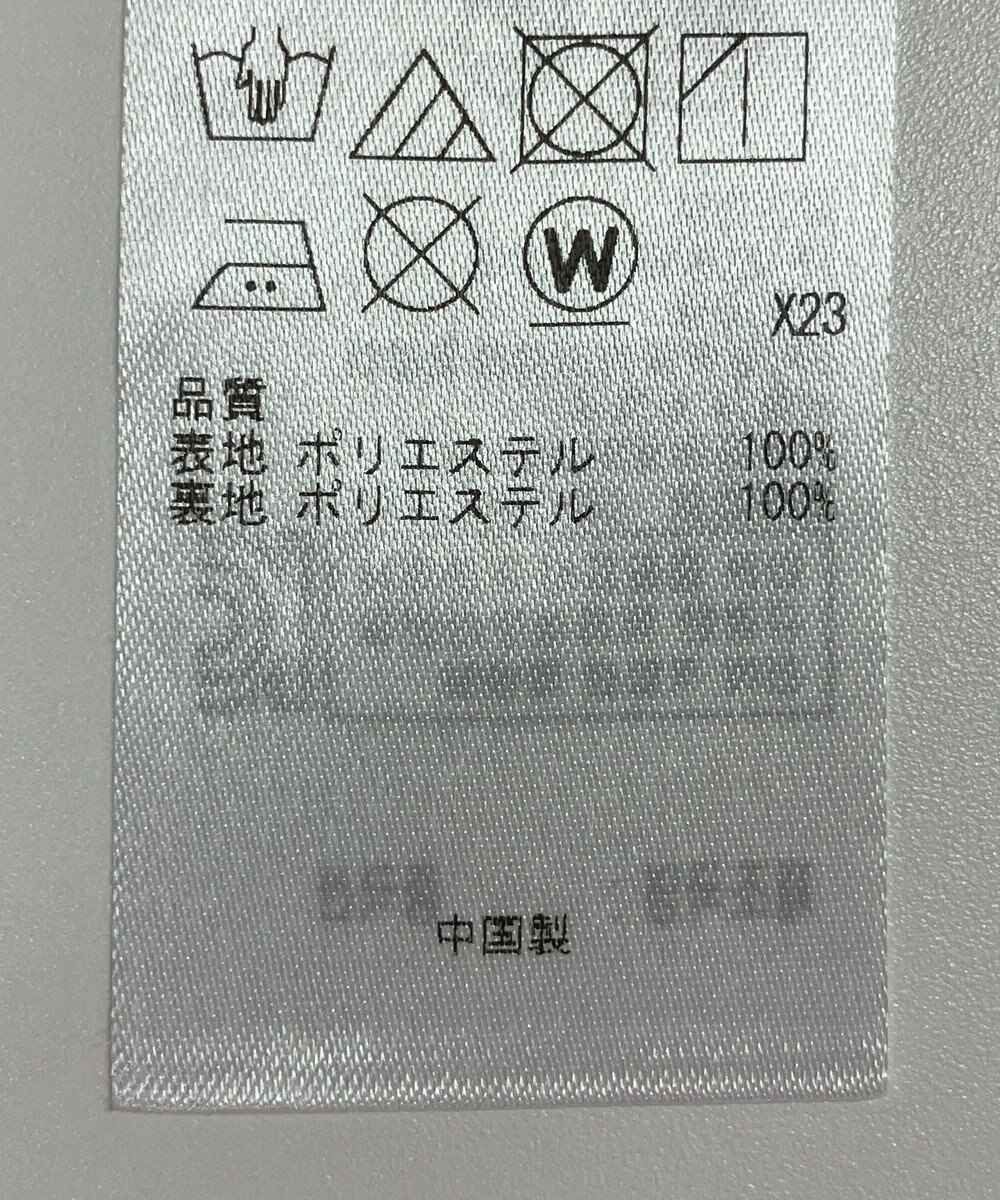 W
X23
品質
表地 ポリエステル 100%
裏地 ポリエステル 100%
中国製